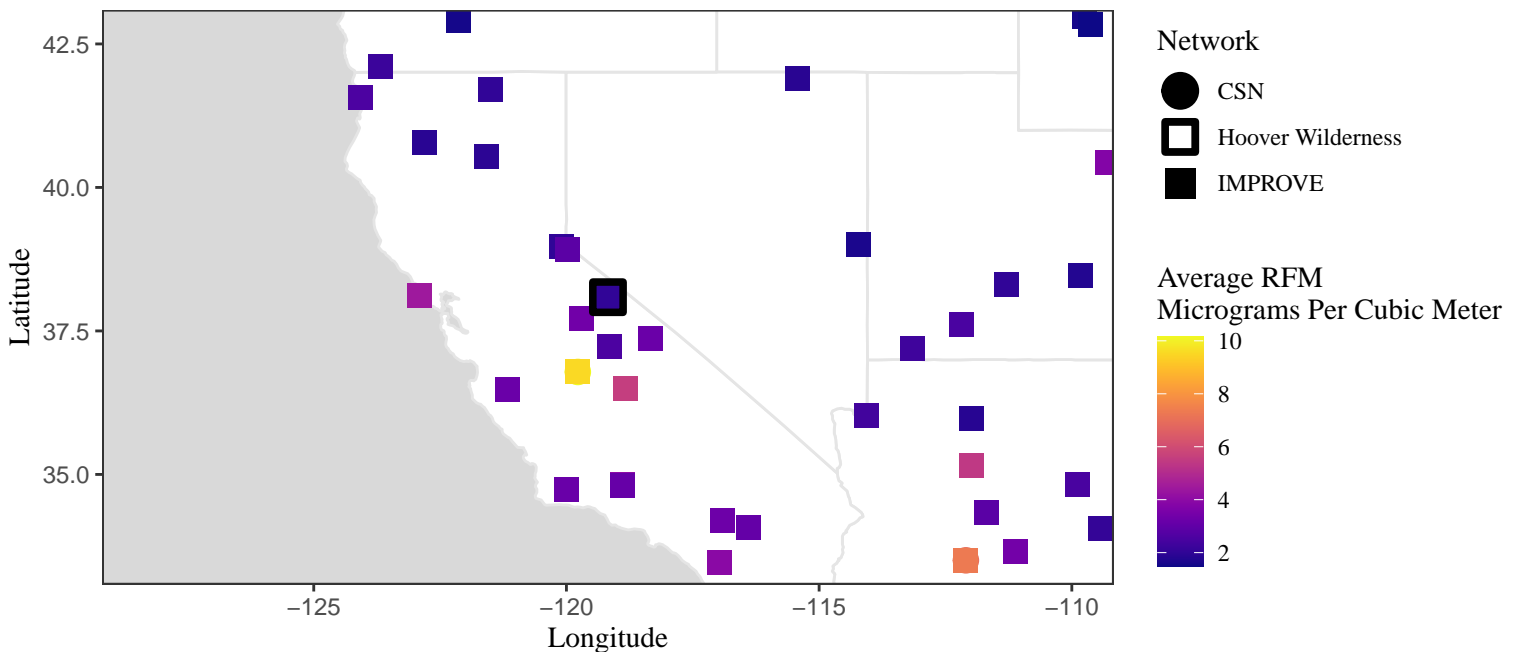 42.5
40.0
37.5
35.0
Latitude
−125
−120
−115
−110
Longitude
Network
CSN
Hoover Wilderness
IMPROVE
Average RFM
Micrograms Per Cubic Meter
10
8
6
4
2